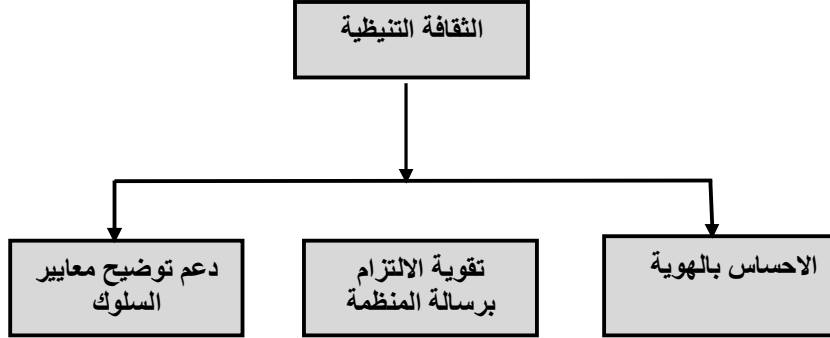 الثقافة التنيظية
الاحساس بالهوية
تقوية الالتزام
برسالة المنظمة
دعم توضيح معايير
السلوك